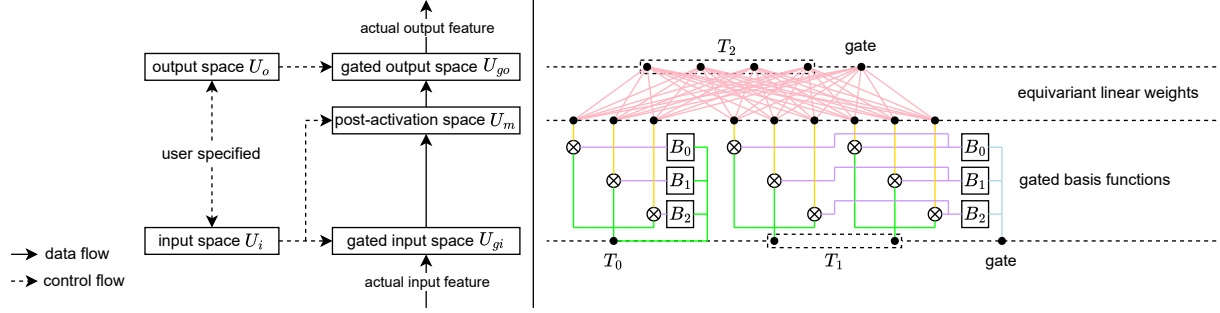 actual output feature
output space U_o
gated output space U_go
post-activation space U_m
user specified
input space U_i
gated input space U_gi
data flow
control flow
actual input feature
T_2
gate
equivariant linear weights
B_0
B_0
B_1
B_1
gated basis functions
B_2
B_2
T_0
T_1
gate